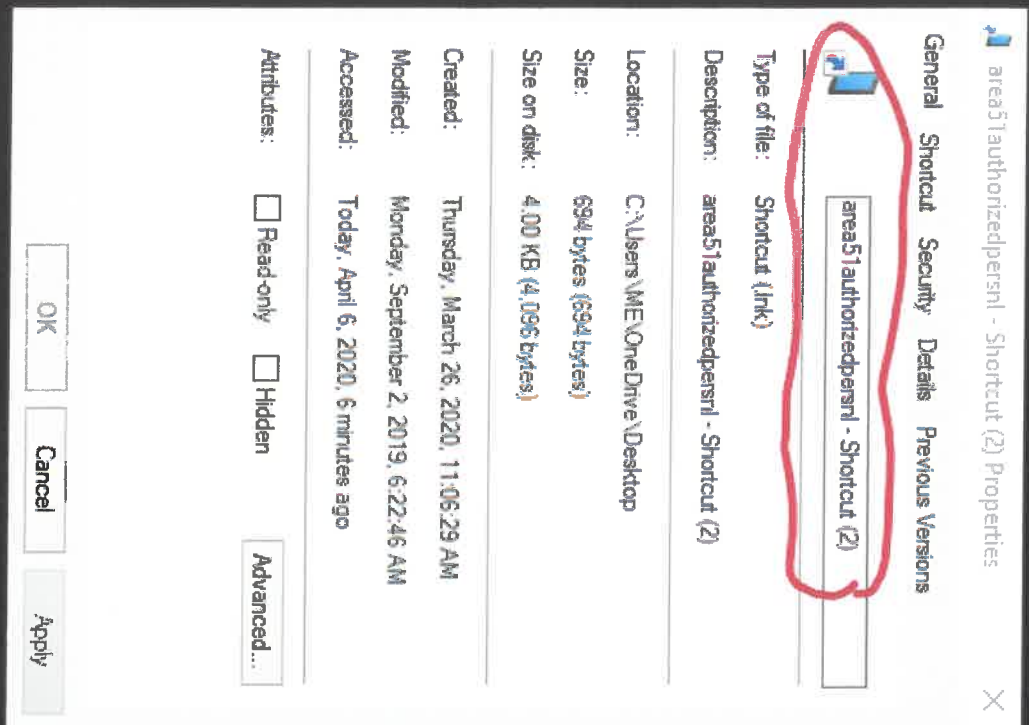 area51authorizedpersnl - Shortcut (2) Properties
General Shortcut Security Details Previous Versions
area51authorizedpersnl - Shortcut (2)
Type of file: Shortcut (.lnk)
Description: area51authorizedpersnl - Shortcut (2)
Location: C:\Users\ME\OneDrive\Desktop
Size: 694 bytes (694 bytes)
Size on disk: 4.00 KB (4,096 bytes)
Created: Thursday, March 26, 2020, 11:06:29 AM
Modified: Monday, September 2, 2019, 6:22:46 AM
Accessed: Today, April 6, 2020, 6 minutes ago
Attributes: Read-only Hidden Advanced...
OK Cancel Apply